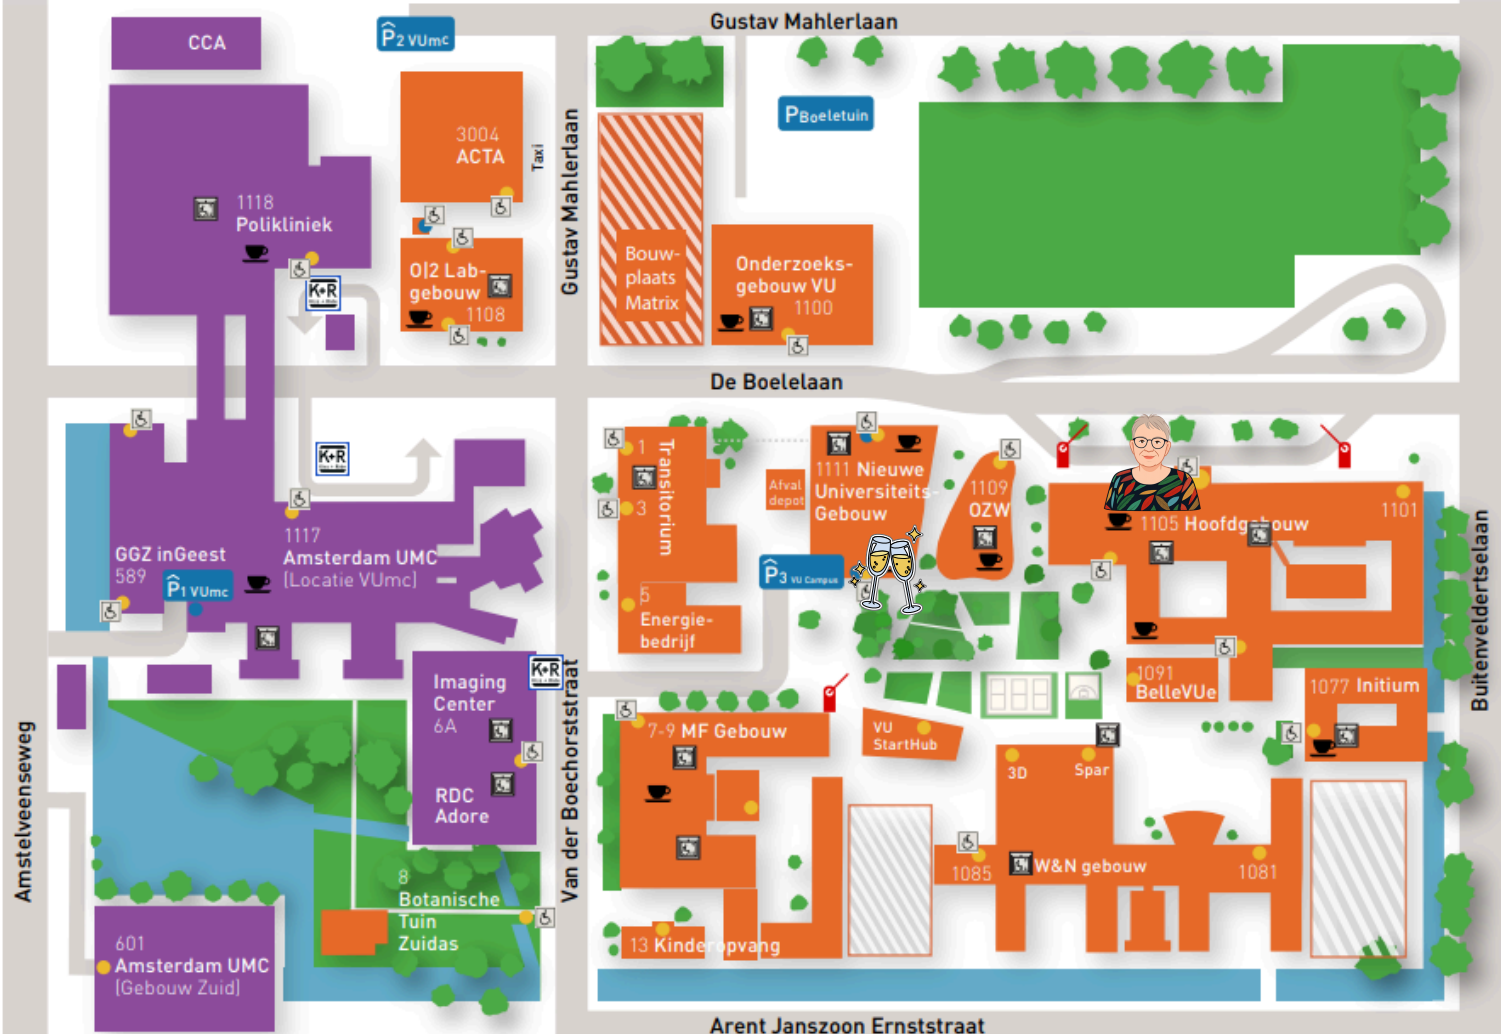 Gustav Mahlerlaan
CCA
P2 VUmc
PBoeletuin
3004
ACTA
Taxi
Gustav Mahlerlaan
1118
Polikliniek
K+R
O|2 Lab-
gebouw
1108
Bouw-
plaats
Matrix
Onderzoeks-
gebouw VU
1100
De Boelelaan
K+R
1
3
Transitorium
5
Energie-
bedrijf
Afval
depot
1111 Nieuwe
Universiteits-
Gebouw
1109
OZW
1105 Hoofdgebouw
1101
P3 VU Campus
GGZ inGeest
589
P1 VUmc
1117
Amsterdam UMC
(Locatie VUmc)
Buitenveldertselaan
K+R
Imaging
Center
6A
RDC
Adore
Van der Boechorststraat
Amstelveenseweg
7-9 MF Gebouw
VU
StartHub
1091
BelleVUe
1077 Initium
3D
Spar
1085
W&N gebouw
1081
8
Botanische
Tuin
Zuidas
13 Kinderopvang
601
Amsterdam UMC
(Gebouw Zuid)
Arent Janszoon Ernststraat